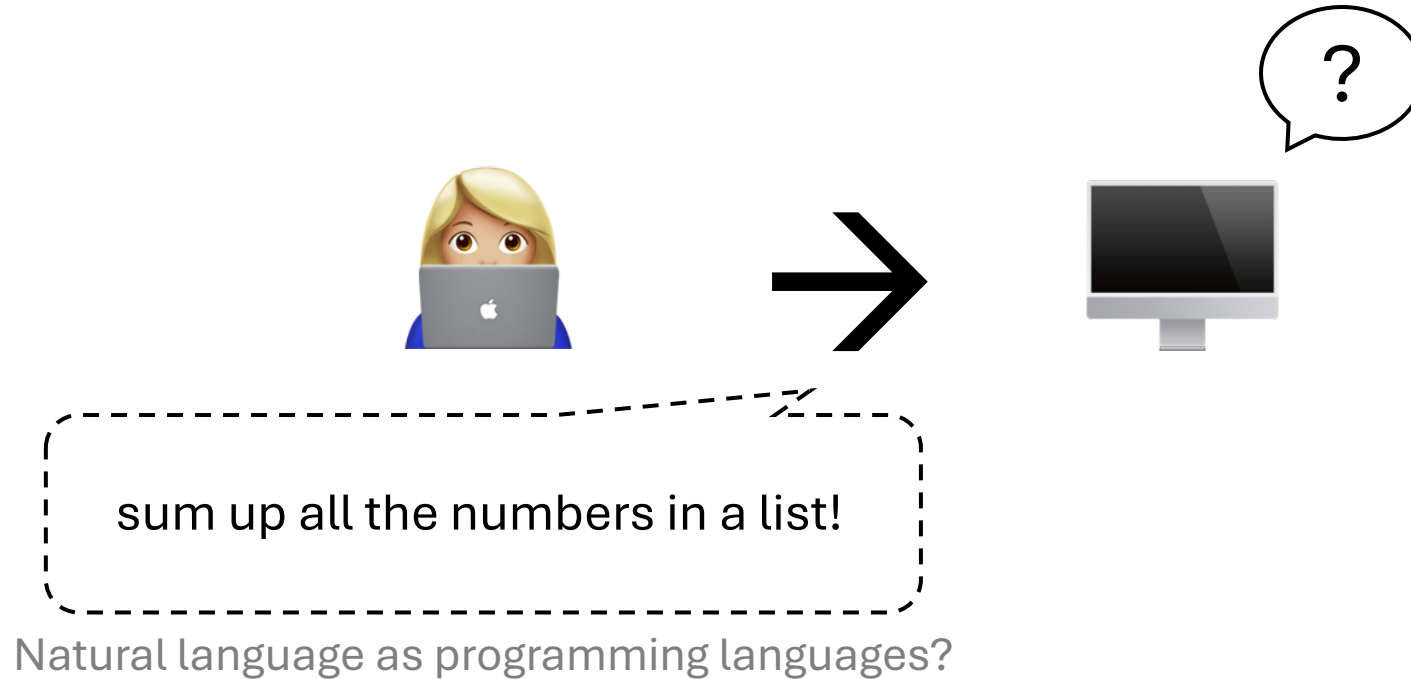 ?
sum up all the numbers in a list!
Natural language as programming languages?